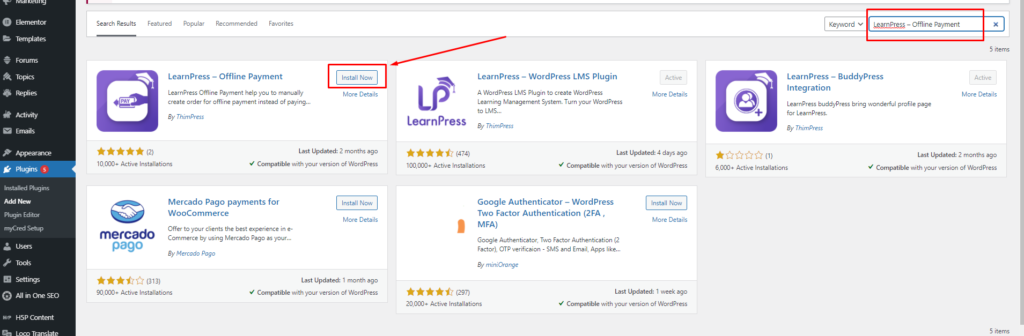 Marketing
Elementor
Templates
Forums
Topics
Replies
Activity
Emails
Appearance
Plugins 5
Installed Plugins
Add New
Plugin Editor
myCred Setup
Users
Tools
Settings
All in One SEO
H5P Content
Loco Translate
Search Results Featured Popular Recommended Favorites
Keyword LearnPress – Offline Payment ×
5 items
LearnPress – Offline Payment
Install Now
More Details
LearnPress Offline Payment help you to manually
create order for offline payment instead of paying...
By ThimPress
(2)
10,000+ Active Installations
Last Updated: 2 months ago
Compatible with your version of WordPress
LearnPress
LearnPress – WordPress LMS Plugin
Active
More Details
A WordPress LMS Plugin to create WordPress
Learning Management System. Turn your WordPress
to LMS...
By ThimPress
(474)
100,000+ Active Installations
Last Updated: 4 days ago
Compatible with your version of WordPress
LearnPress – BuddyPress
Integration
Active
More Details
LearnPress buddyPress bring wonderful profile page
for LearnPress.
By ThimPress
(1)
6,000+ Active Installations
Last Updated: 2 months ago
Compatible with your version of WordPress
mercado
pago
Mercado Pago payments for
WooCommerce
Install Now
More Details
Offer to your clients the best experience in e-
Commerce by using Mercado Pago as your...
By Mercado Pago
(313)
90,000+ Active Installations
Last Updated: 1 month ago
Compatible with your version of WordPress
Google Authenticator – WordPress
Two Factor Authentication (2FA ,
MFA)
Install Now
More Details
Google Authenticator, Two Factor Authentication (2
Factor), OTP verificaion - SMS and Email, Apps like...
By miniOrange
(297)
20,000+ Active Installations
Last Updated: 1 week ago
Compatible with your version of WordPress
5 items